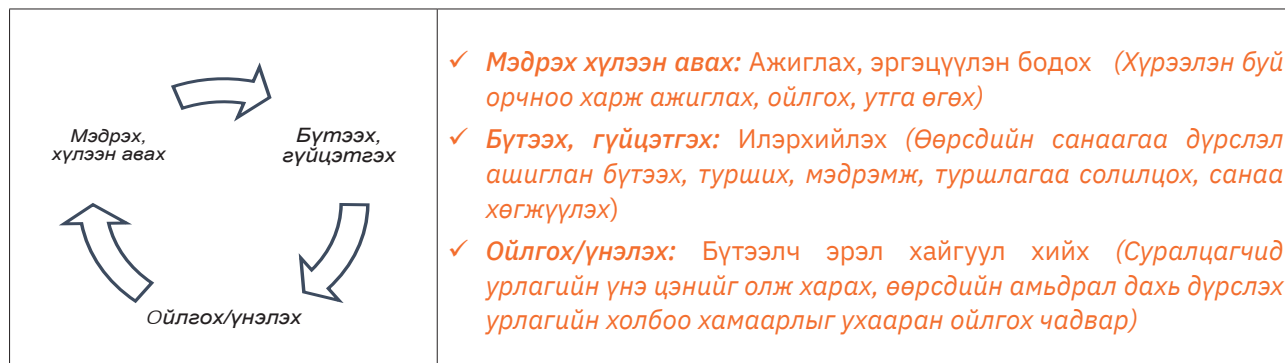 Мэдрэх,
хүлээн авах
Бүтээх,
гүйцэтгэх
Ойлгох/үнэлэх
✓ Мэдрэх хүлээн авах: Ажиглах, эргэцүүлэн бодох (Хүрээлэн буй
орчноо харж ажиглах, ойлгох, утга өгөх)
✓ Бүтээх, гүйцэтгэх: Илэрхийлэх (Өөрсдийн санаагаа дүрслэл
ашиглан бүтээх, турших, мэдрэмж, туршлагаа солилцох, санаа
хөгжүүлэх)
✓ Ойлгох/үнэлэх: Бүтээлч эрэл хайгуул хийх (Суралцагчид
урлагийн үнэ цэнийг олж харах, өөрсдийн амьдрал дахь дүрслэх
урлагийн холбоо хамаарлыг ухааран ойлгох чадвар)